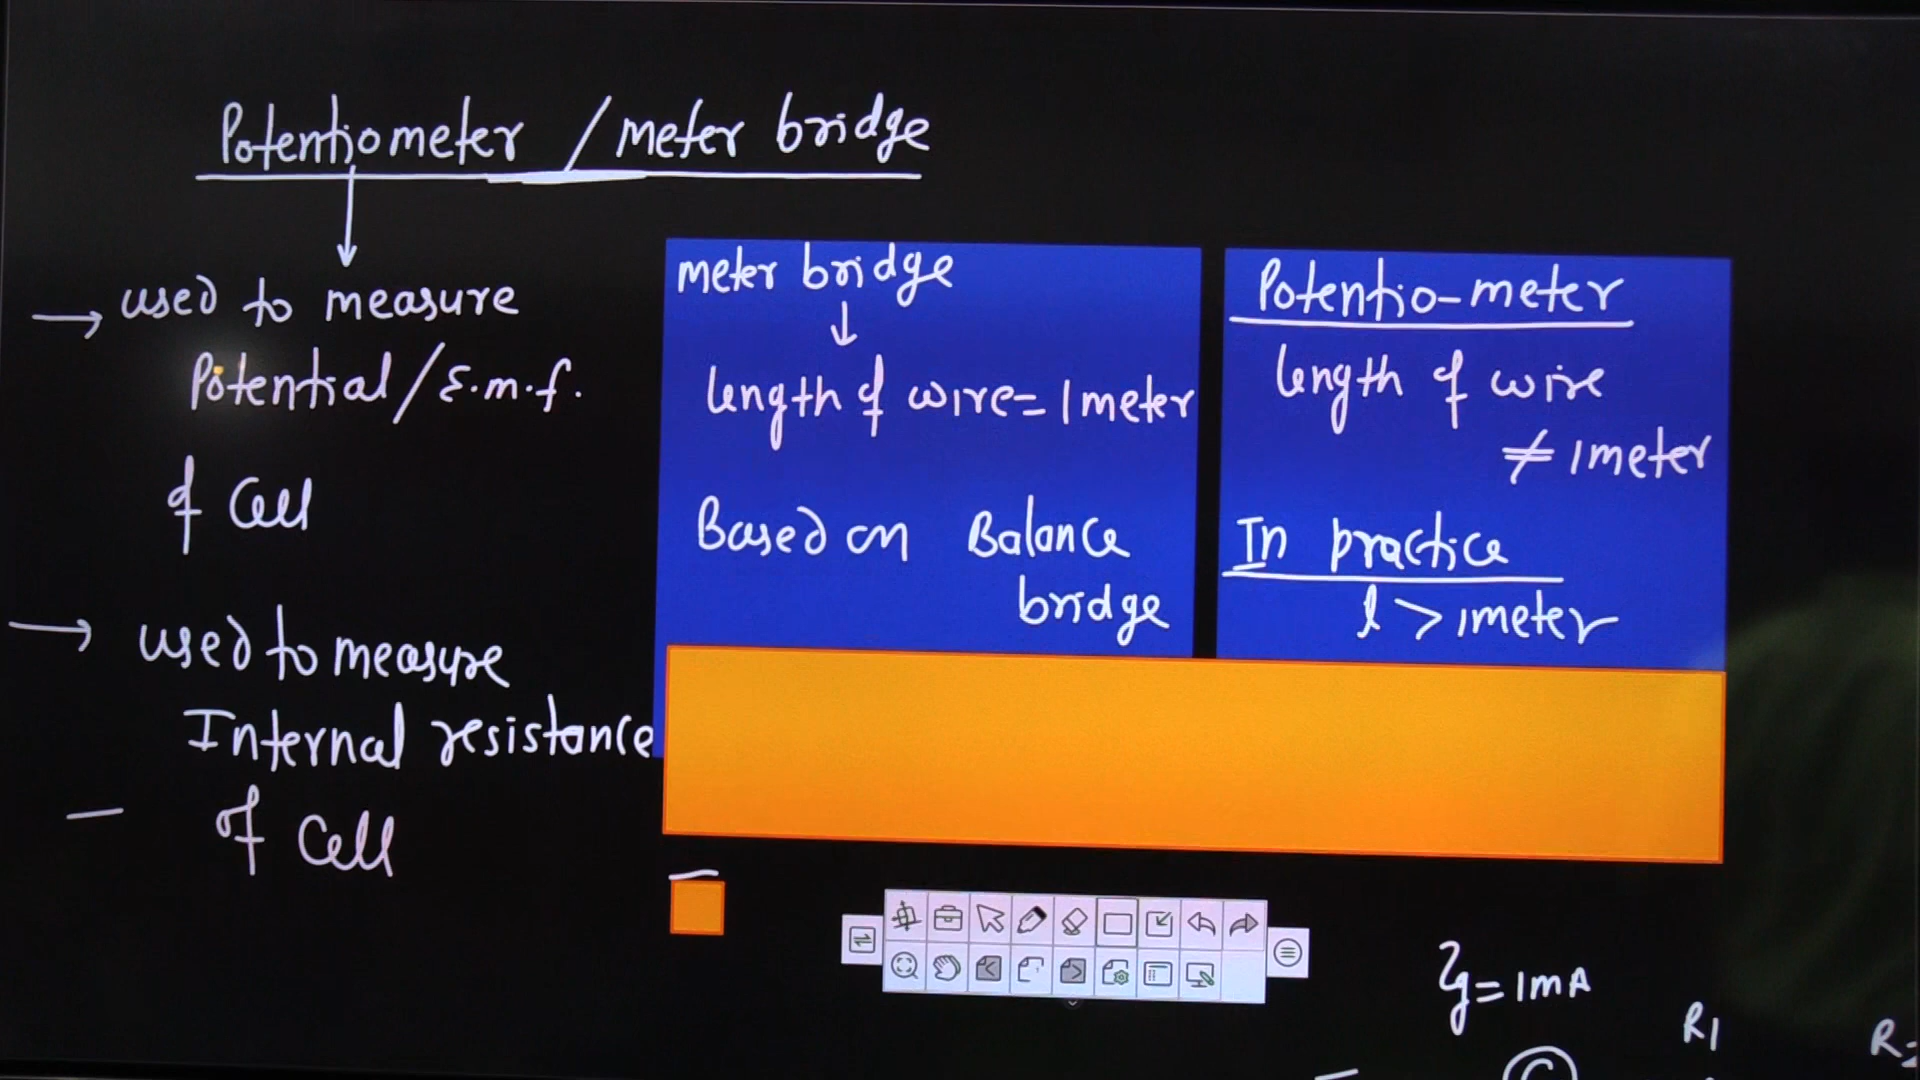 Potentiometer / meter bridge
→ used to measure
Potential / E.m.f.
of Cell
→ used to measure
Internal resistance
of Cell
meter bridge
↓
length of wire = 1 meter
Based on Balance
bridge
Potentio-meter
length of wire
≠ 1 meter
In practice
l > 1 meter
Ig = 1mA
R1
G